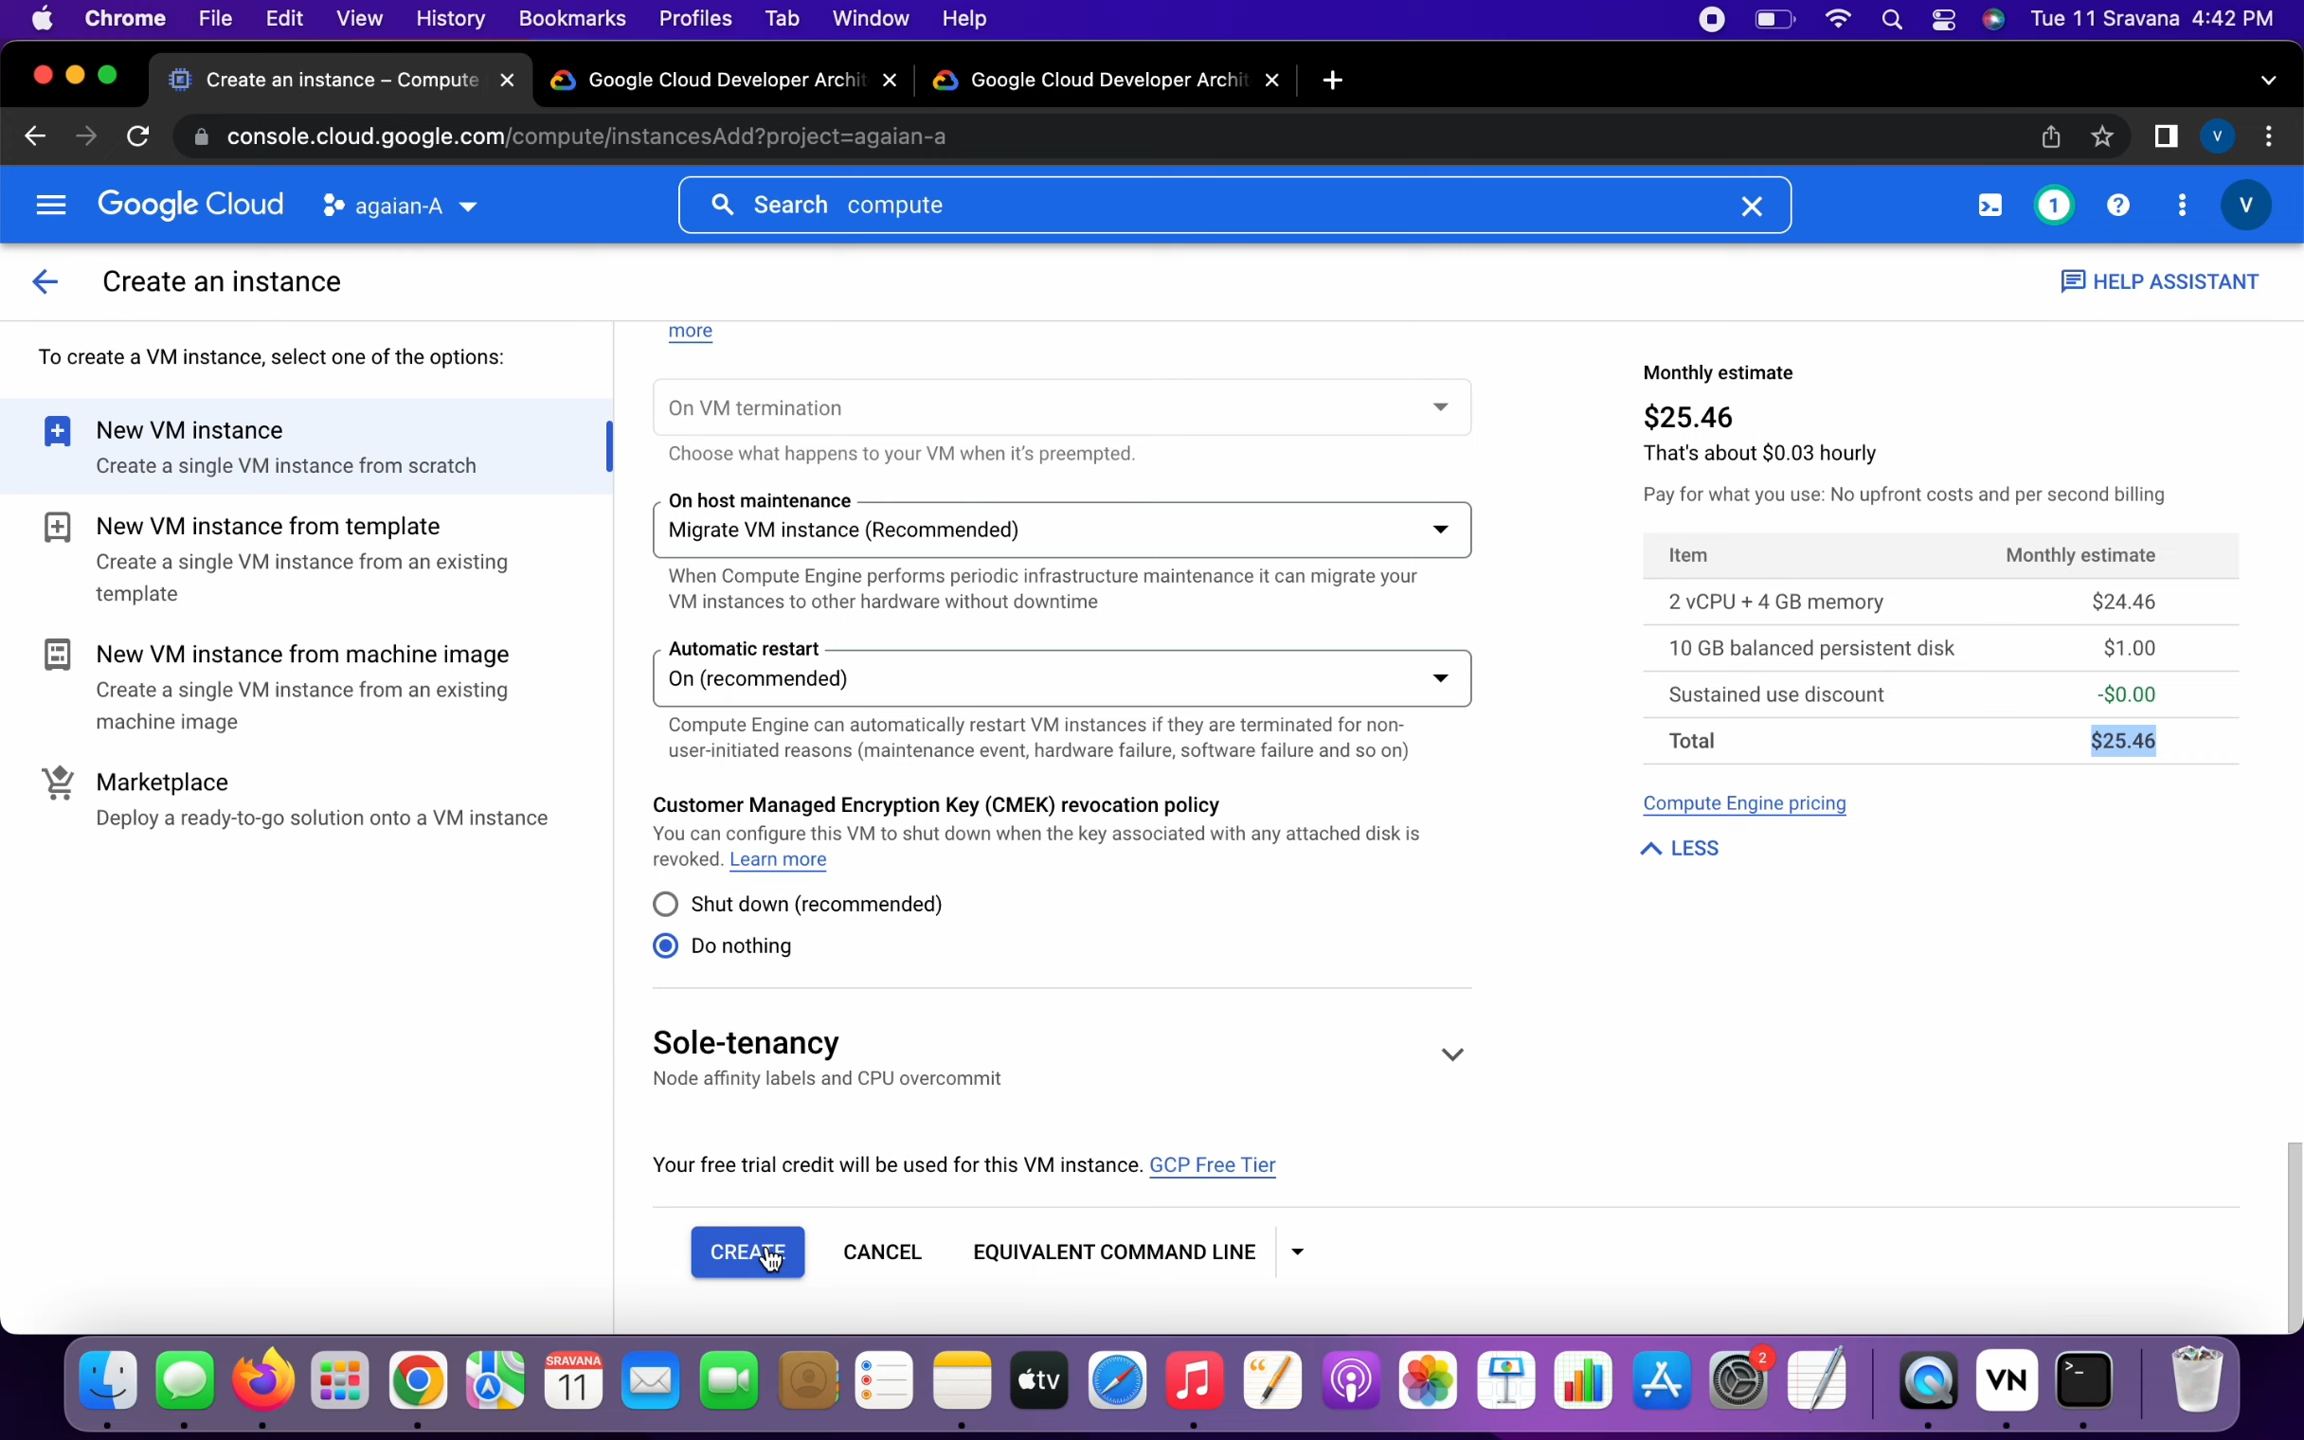 Chrome File Edit View History Bookmarks Profiles Tab Window Help Tue 11 Sravana 4:42 PM
Create an instance – Compute
Google Cloud Developer Archit
Google Cloud Developer Archit
console.cloud.google.com/compute/instancesAdd?project=agaian-a
V
Google Cloud agaian-A Search compute 1 V
Create an instance
HELP ASSISTANT
To create a VM instance, select one of the options:
New VM instance
Create a single VM instance from scratch
New VM instance from template
Create a single VM instance from an existing
template
New VM instance from machine image
Create a single VM instance from an existing
machine image
Marketplace
Deploy a ready-to-go solution onto a VM instance
more
On VM termination
Choose what happens to your VM when it's preempted.
On host maintenance
Migrate VM instance (Recommended)
When Compute Engine performs periodic infrastructure maintenance it can migrate your
VM instances to other hardware without downtime
Automatic restart
On (recommended)
Compute Engine can automatically restart VM instances if they are terminated for non-
user-initiated reasons (maintenance event, hardware failure, software failure and so on)
Customer Managed Encryption Key (CMEK) revocation policy
You can configure this VM to shut down when the key associated with any attached disk is
revoked. Learn more
Shut down (recommended)
Do nothing
Sole-tenancy
Node affinity labels and CPU overcommit
Your free trial credit will be used for this VM instance. GCP Free Tier
CREATE CANCEL EQUIVALENT COMMAND LINE
Monthly estimate
$25.46
That's about $0.03 hourly
Pay for what you use: No upfront costs and per second billing
Item Monthly estimate
2 vCPU + 4 GB memory $24.46
10 GB balanced persistent disk $1.00
Sustained use discount -$0.00
Total $25.46
Compute Engine pricing
LESS
SRAVANA
11
tv
2
VN
>_